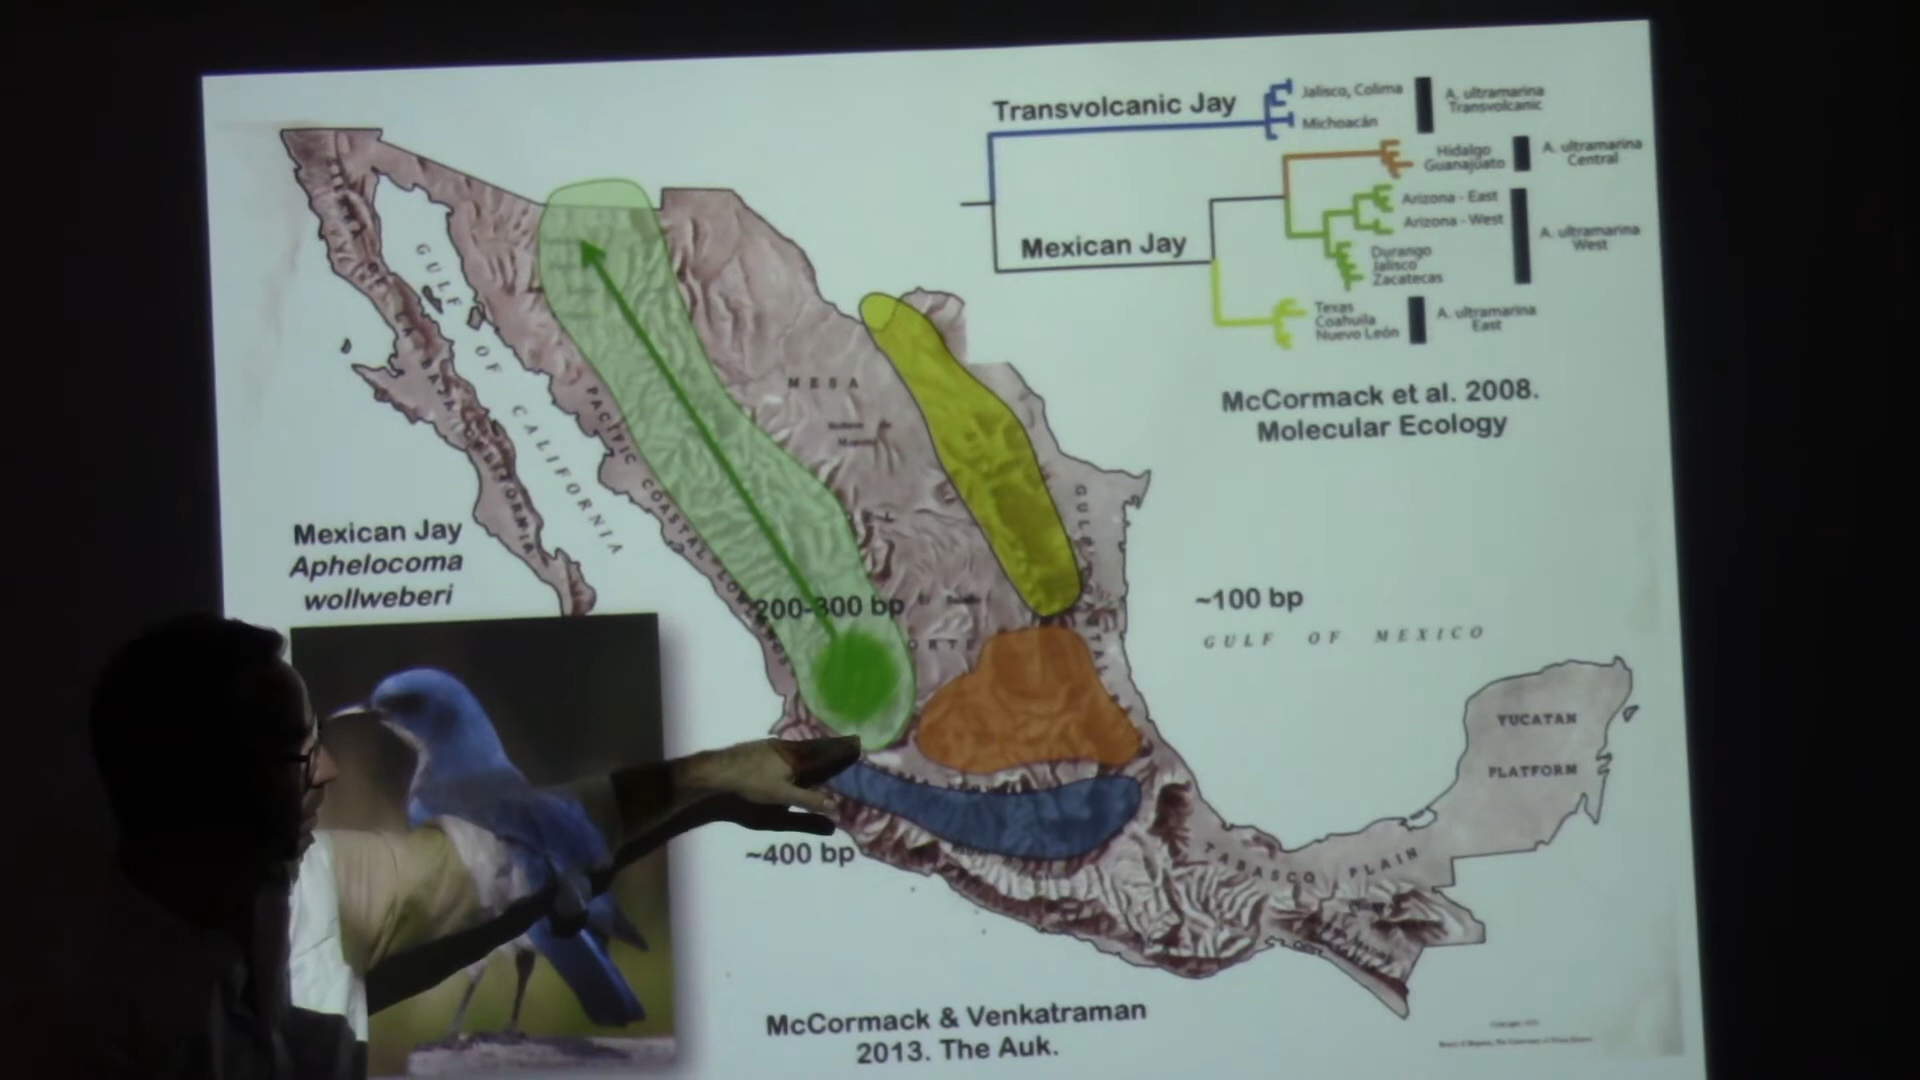 Transvolcanic Jay
Jalisco, Colima
Michoacán
A. ultramarina
Transvolcanic
Hidalgo
Guanajuato
A. ultramarina
Central
Arizona - East
Arizona - West
Durango
Jalisco
Zacatecas
A. ultramarina
West
Mexican Jay
Texas
Coahuila
Nuevo León
A. ultramarina
East
McCormack et al. 2008.
Molecular Ecology
GULF OF CALIFORNIA
BAJA CALIFORNIA
PACIFIC COASTAL
MESA
GULF
Mexican Jay
Aphelocoma
wollweberi
200-300 bp
~100 bp
GULF OF MEXICO
YUCATAN
PLATFORM
~400 bp
TABASCO PLAIN
McCormack & Venkatraman
2013. The Auk.